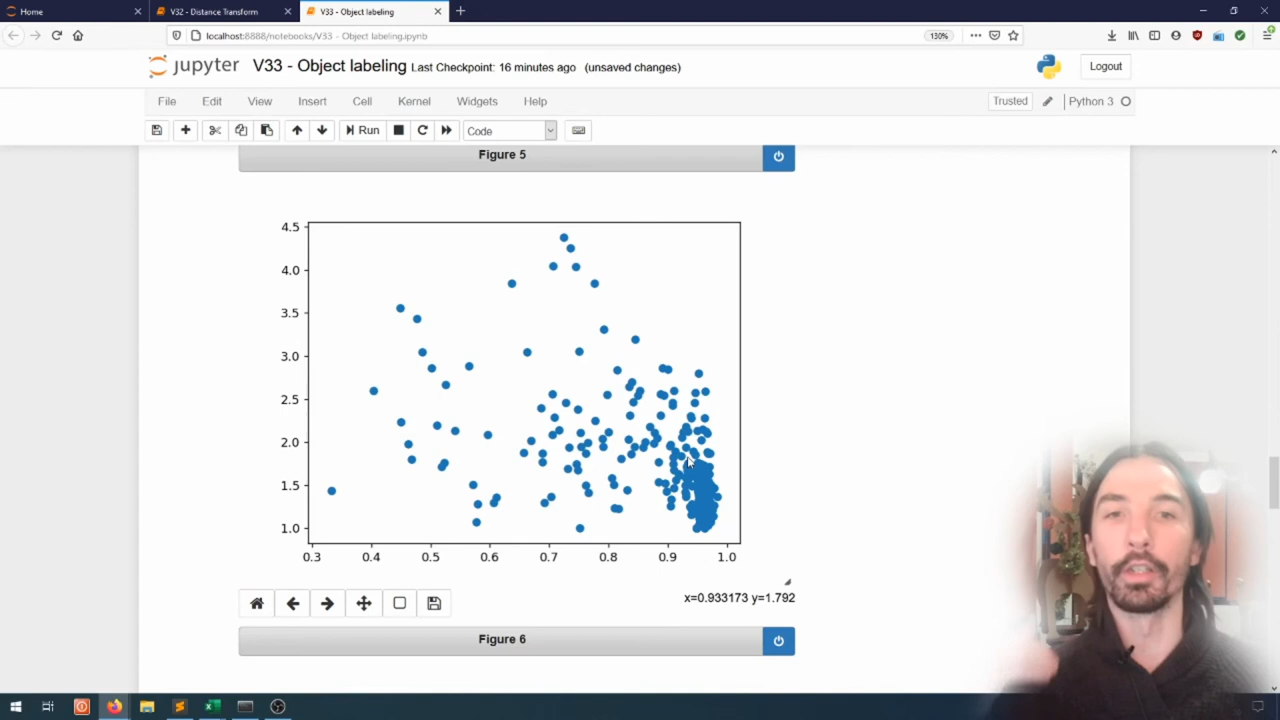 Home
V32 - Distance Transform
V33 - Object labeling
localhost:8888/notebooks/V33 - Object labeling.ipynb
130%
jupyter
V33 - Object labeling Last Checkpoint: 16 minutes ago (unsaved changes)
Logout
File Edit View Insert Cell Kernel Widgets Help
Trusted
Python 3
Run
Code
Figure 5
4.5
4.0
3.5
3.0
2.5
2.0
1.5
1.0
0.3 0.4 0.5 0.6 0.7 0.8 0.9 1.0
x=0.933173 y=1.792
Figure 6